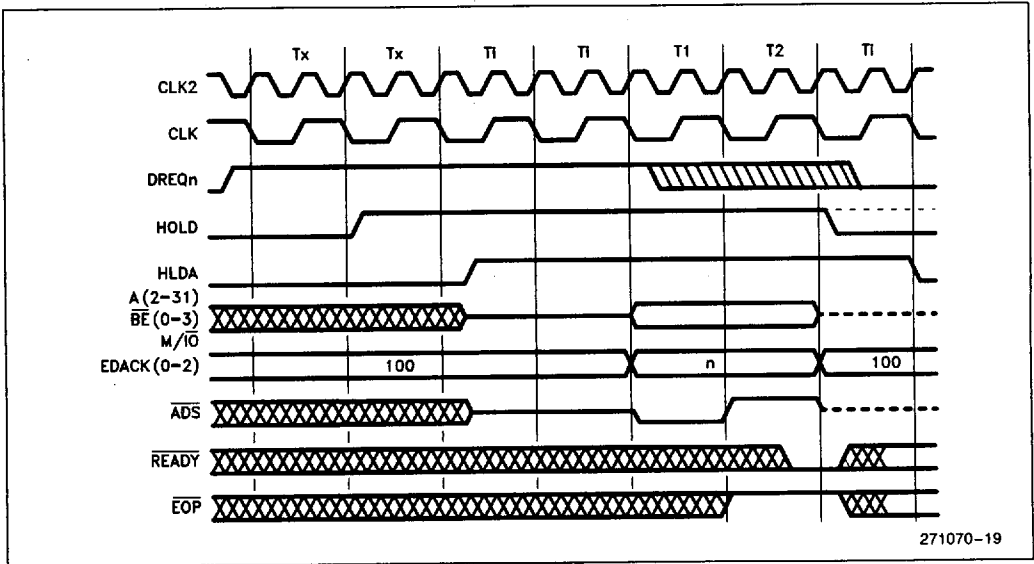 Tx Tx Ti Ti T1 T2 Ti
CLK2
CLK
DREQn
HOLD
HLDA
A(2-31)
BE(0-3)
M/IO
EDACK(0-2) 100 n 100
ADS
READY
EOP
271070-19